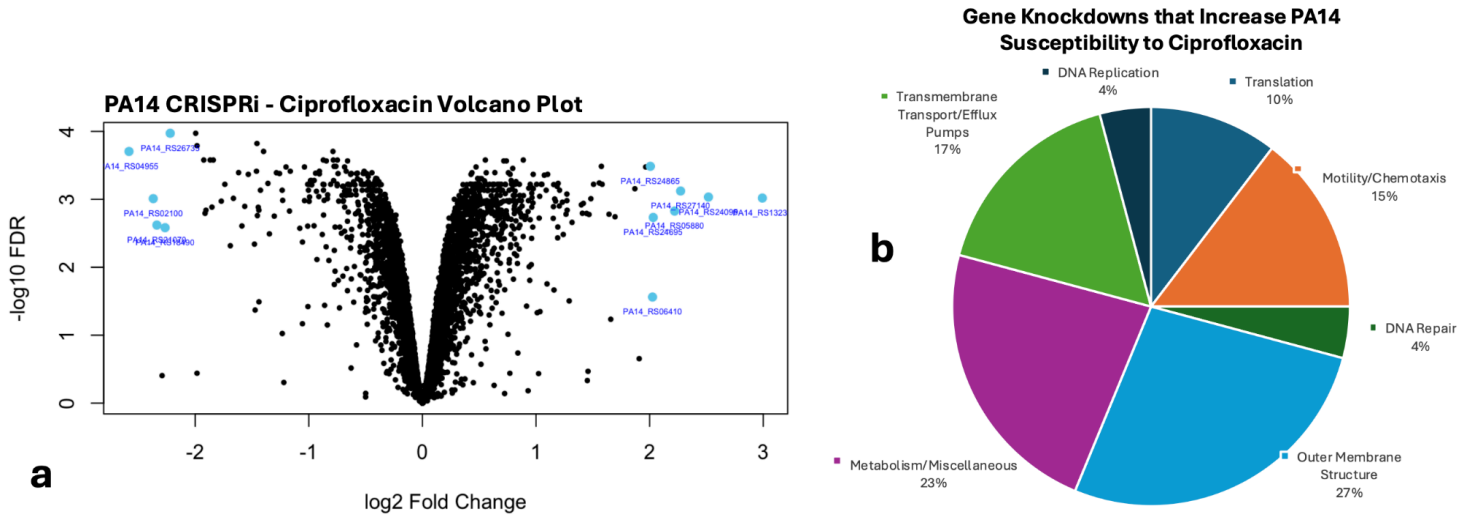 Gene Knockdowns that Increase PA14
Susceptibility to Ciprofloxacin
PA14 CRISPRi - Ciprofloxacin Volcano Plot
-log10 FDR
4
3
2
1
0
PA14_RS26735
A14_RS04955
PA14_RS02100
PA14_RS24865
PA14_RS27140
PA14_RS1323
PA14_RS05880
PA14_RS24695
PA14_RS06410
-2
-1
0
1
2
3
log2 Fold Change
a
b
DNA Replication
4%
Translation
10%
Transmembrane
Transport/Efflux
Pumps
17%
Motility/Chemotaxis
15%
DNA Repair
4%
Metabolism/Miscellaneous
23%
Outer Membrane
Structure
27%